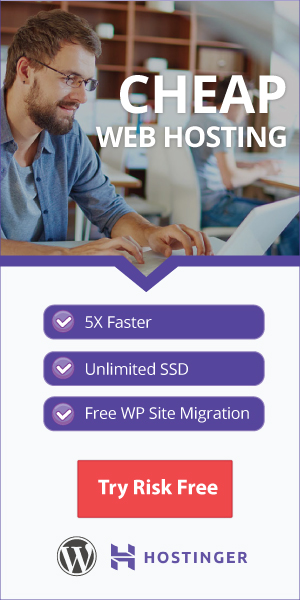 CHEAP
WEB HOSTING
5X Faster
Unlimited SSD
Free WP Site Migration
Try Risk Free
HOSTINGER